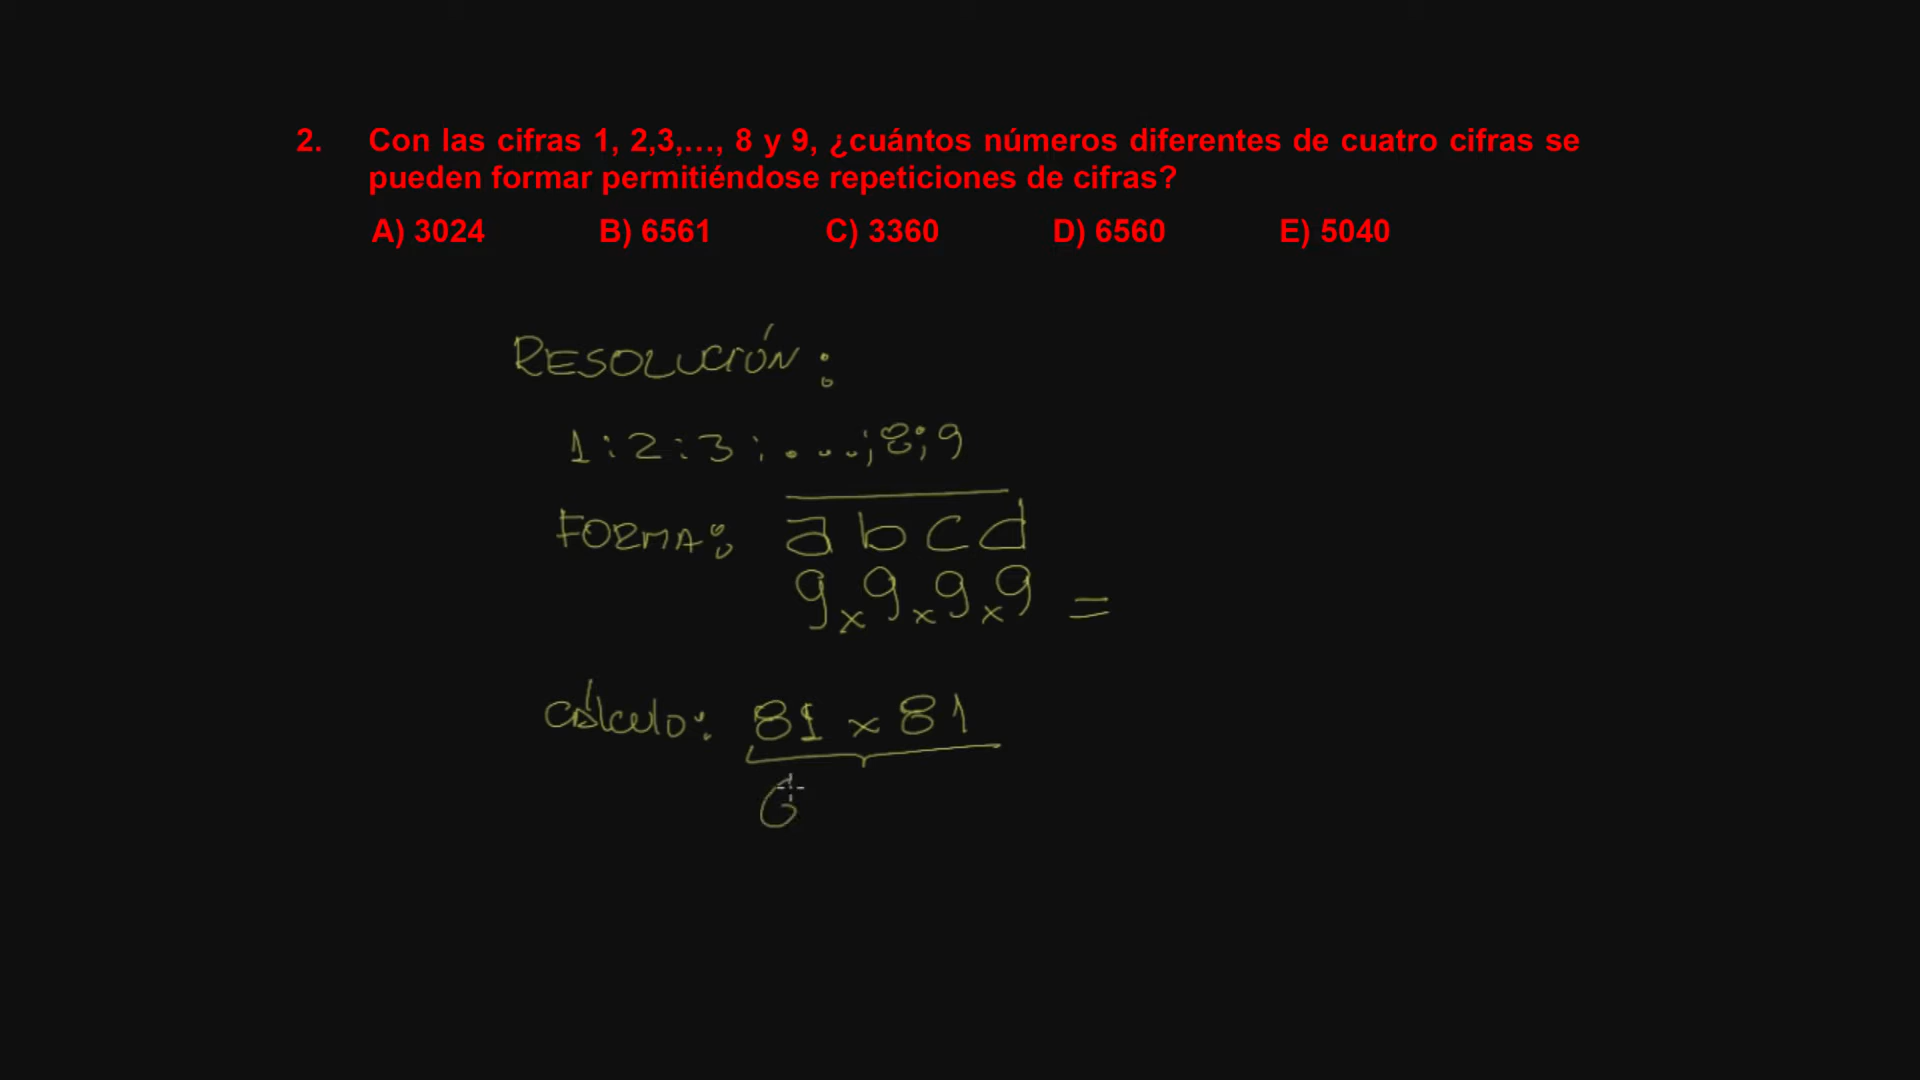 2. Con las cifras 1, 2,3,…, 8 y 9, ¿cuántos números diferentes de cuatro cifras se
pueden formar permitiéndose repeticiones de cifras?
A) 3024 B) 6561 C) 3360 D) 6560 E) 5040
RESOLUCIÓN:
1:2:3;...;8;9
FORMA: abcd
9x9x9x9 =
cálculo: 81 x 81
6